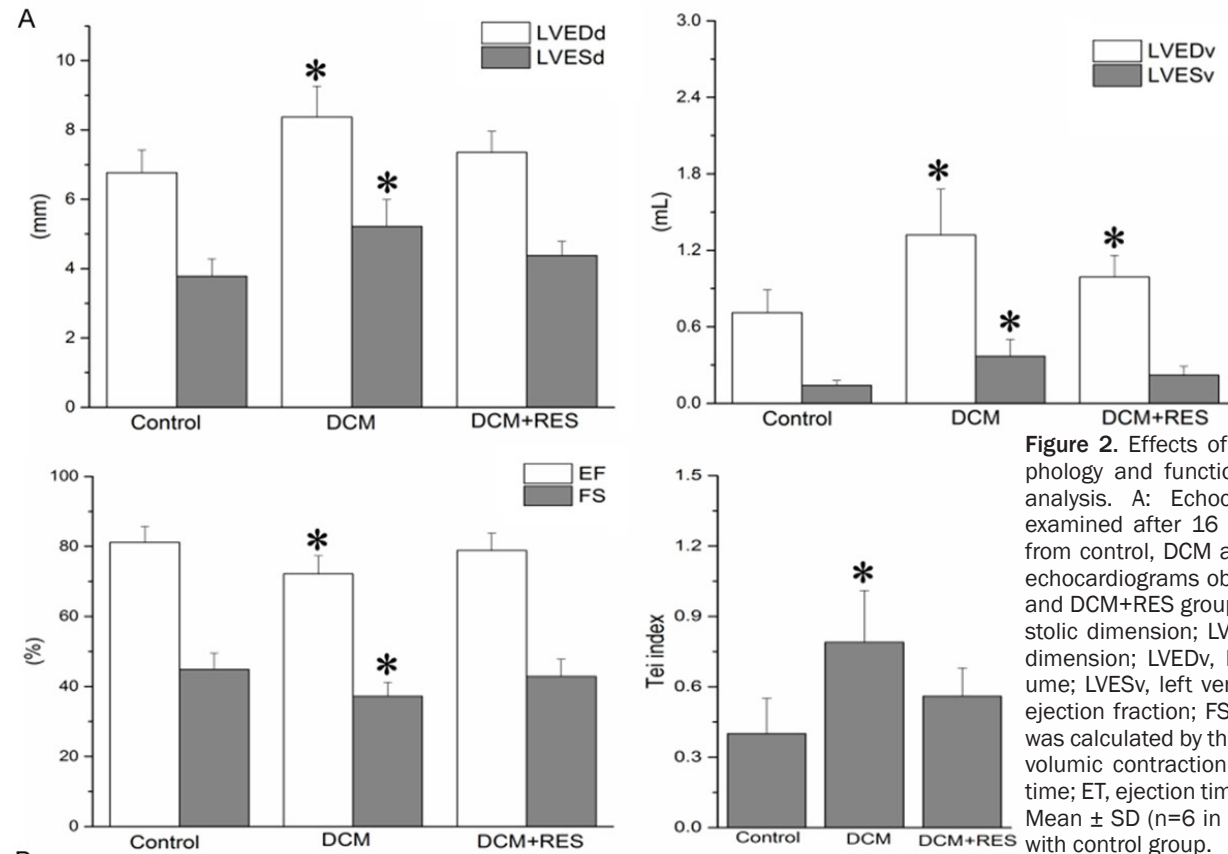 A
LVEDd
LVESd
10
8
6
4
2
0
(mm)
*
*
Control DCM DCM+RES
LVEDv
LVESv
3.0
2.4
1.8
1.2
0.6
0.0
(mL)
*
*
*
Control DCM DCM+RES
EF
FS
100
80
60
40
20
0
(%)
*
*
Control DCM DCM+RES
1.5
1.2
0.9
0.6
0.3
0.0
Tei index
*
Control DCM DCM+RES
Figure 2. Effects of
phology and functio
analysis. A: Echoc
examined after 16
from control, DCM a
echocardiograms ob
and DCM+RES group
stolic dimension; LV
dimension; LVEDv, l
ume; LVESv, left ver
ejection fraction; FS
was calculated by th
volumic contraction
time; ET, ejection tim
Mean ± SD (n=6 in
with control group.